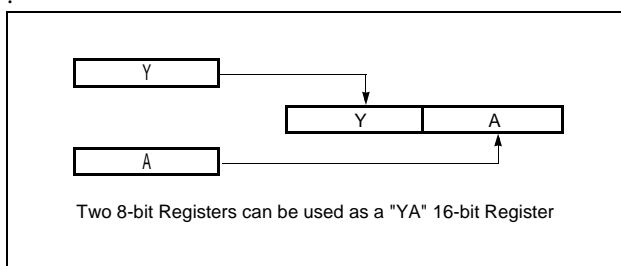 .
Y
Y A
A
Two 8-bit Registers can be used as a "YA" 16-bit Register